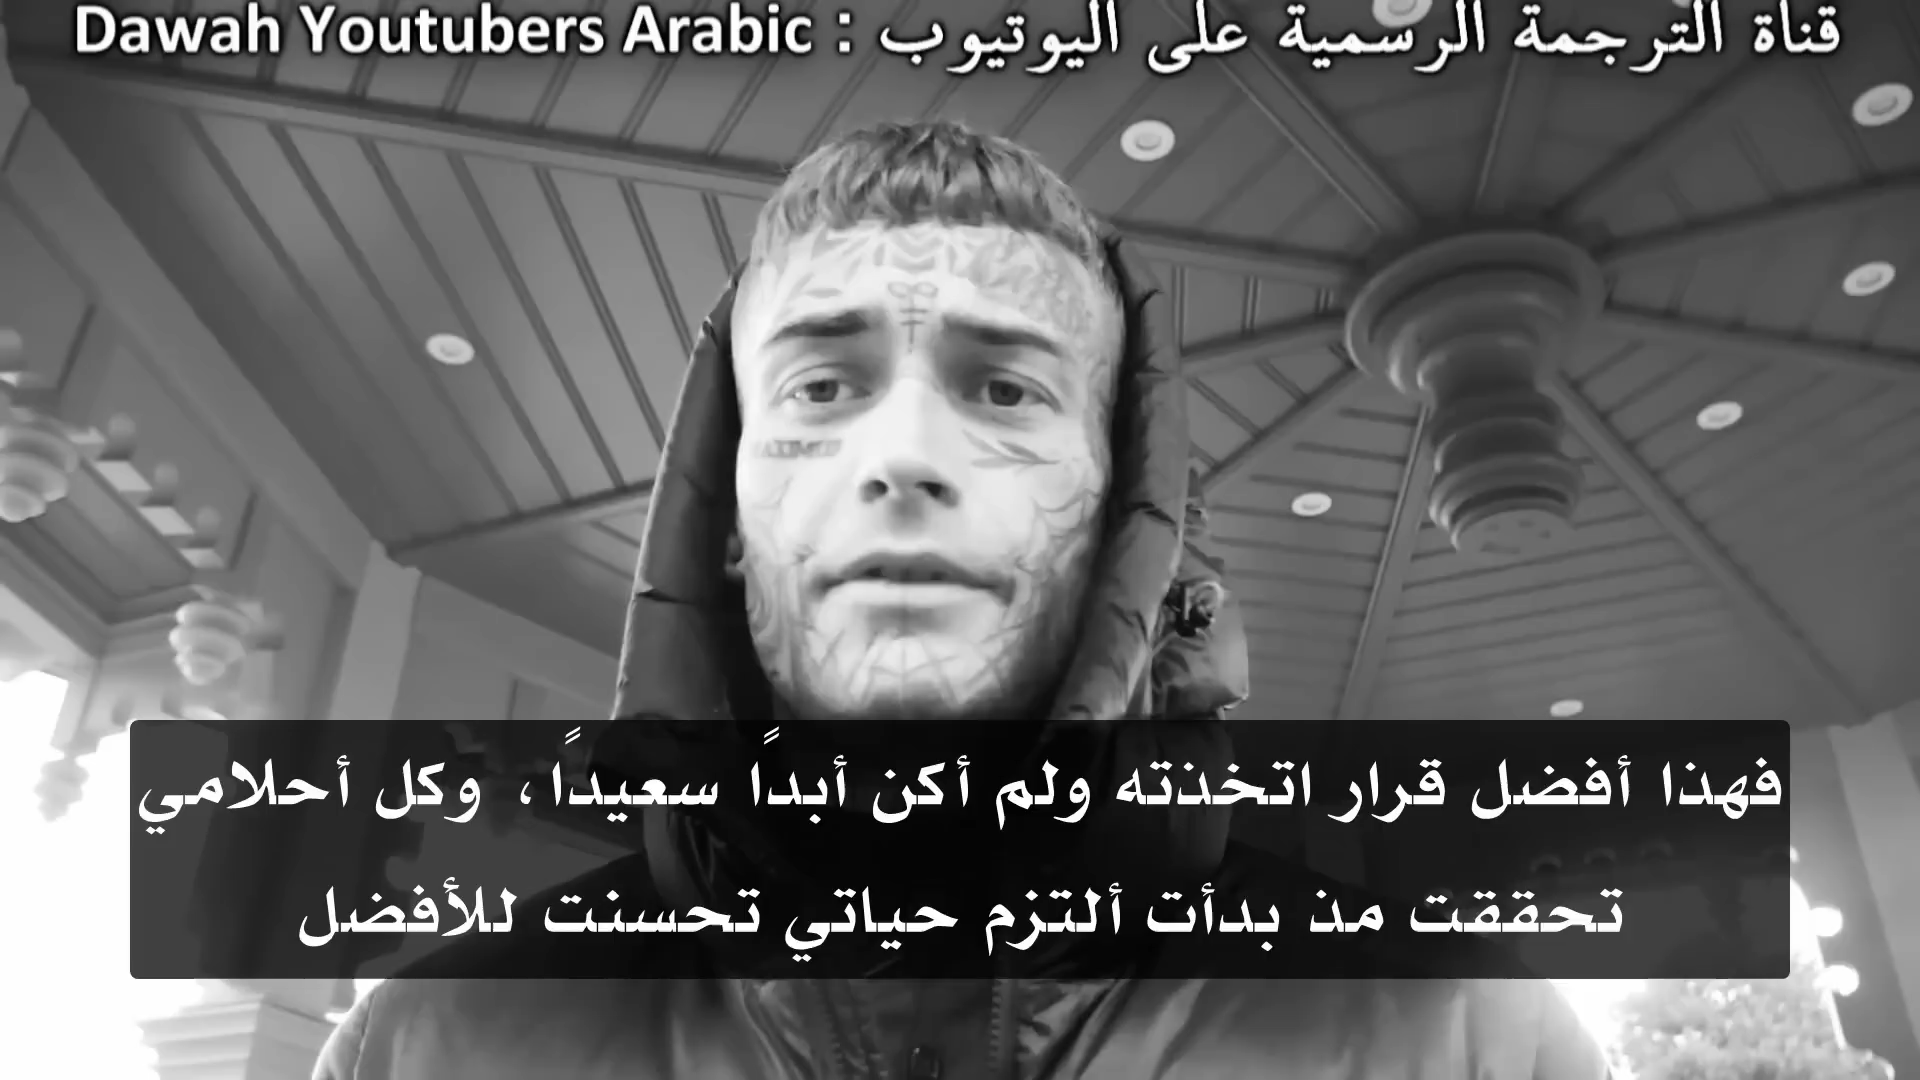 قناة الترجمة الرسمية على اليوتيوب : Dawah Youtubers Arabic
فهذا أفضل قرار اتخذته ولم أكن أبداً سعيداً، وكل أحلامي
تحققت مذ بدأت ألتزم حياتي تحسنت للأفضل